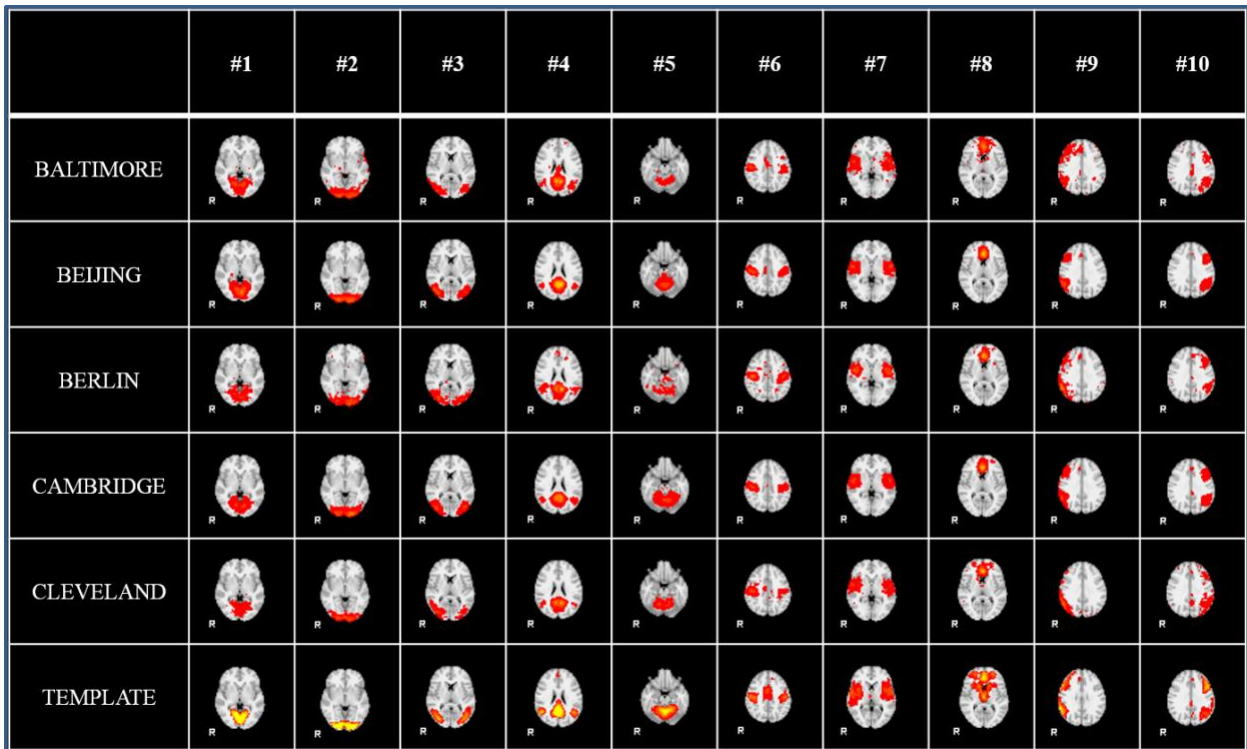 #1 #2 #3 #4 #5 #6 #7 #8 #9 #10
BALTIMORE R R R R R R R R R R
BEIJING R R R R R R R R R R
BERLIN R R R R R R R R R R
CAMBRIDGE R R R R R R R R R R
CLEVELAND R R R R R R R R R R
TEMPLATE R R R R R R R R R R